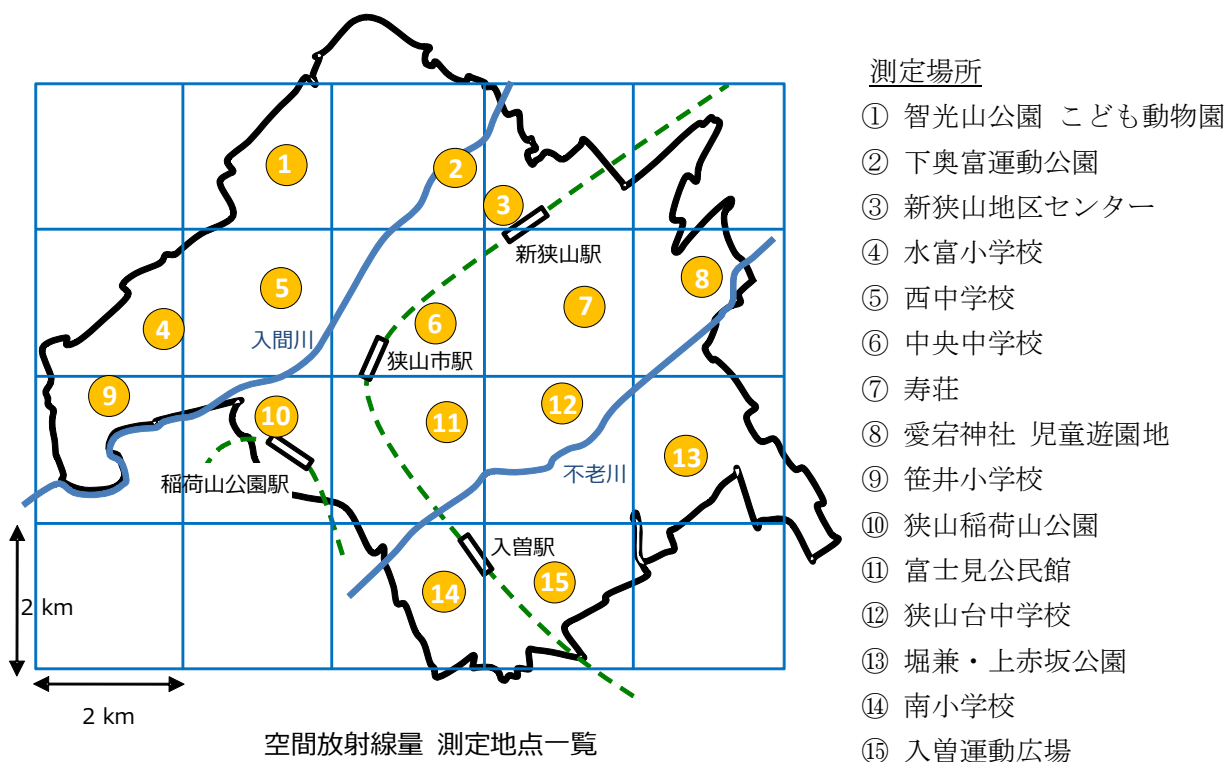 1
2
3
新狭山駅
8
5
7
4
6
入間川
狭山市駅
9
12
10
11
13
不老川
稲荷山公園駅
入曽駅
15
14
2 km
2 km
空間放射線量 測定地点一覧
測定場所
① 智光山公園 こども動物園
② 下奥富運動公園
③ 新狭山地区センター
④ 水富小学校
⑤ 西中学校
⑥ 中央中学校
⑦ 寿荘
⑧ 愛宕神社 児童遊園地
⑨ 笹井小学校
⑩ 狭山稲荷山公園
⑪ 富士見公民館
⑫ 狭山台中学校
⑬ 堀兼・上赤坂公園
⑭ 南小学校
⑮ 入曽運動広場